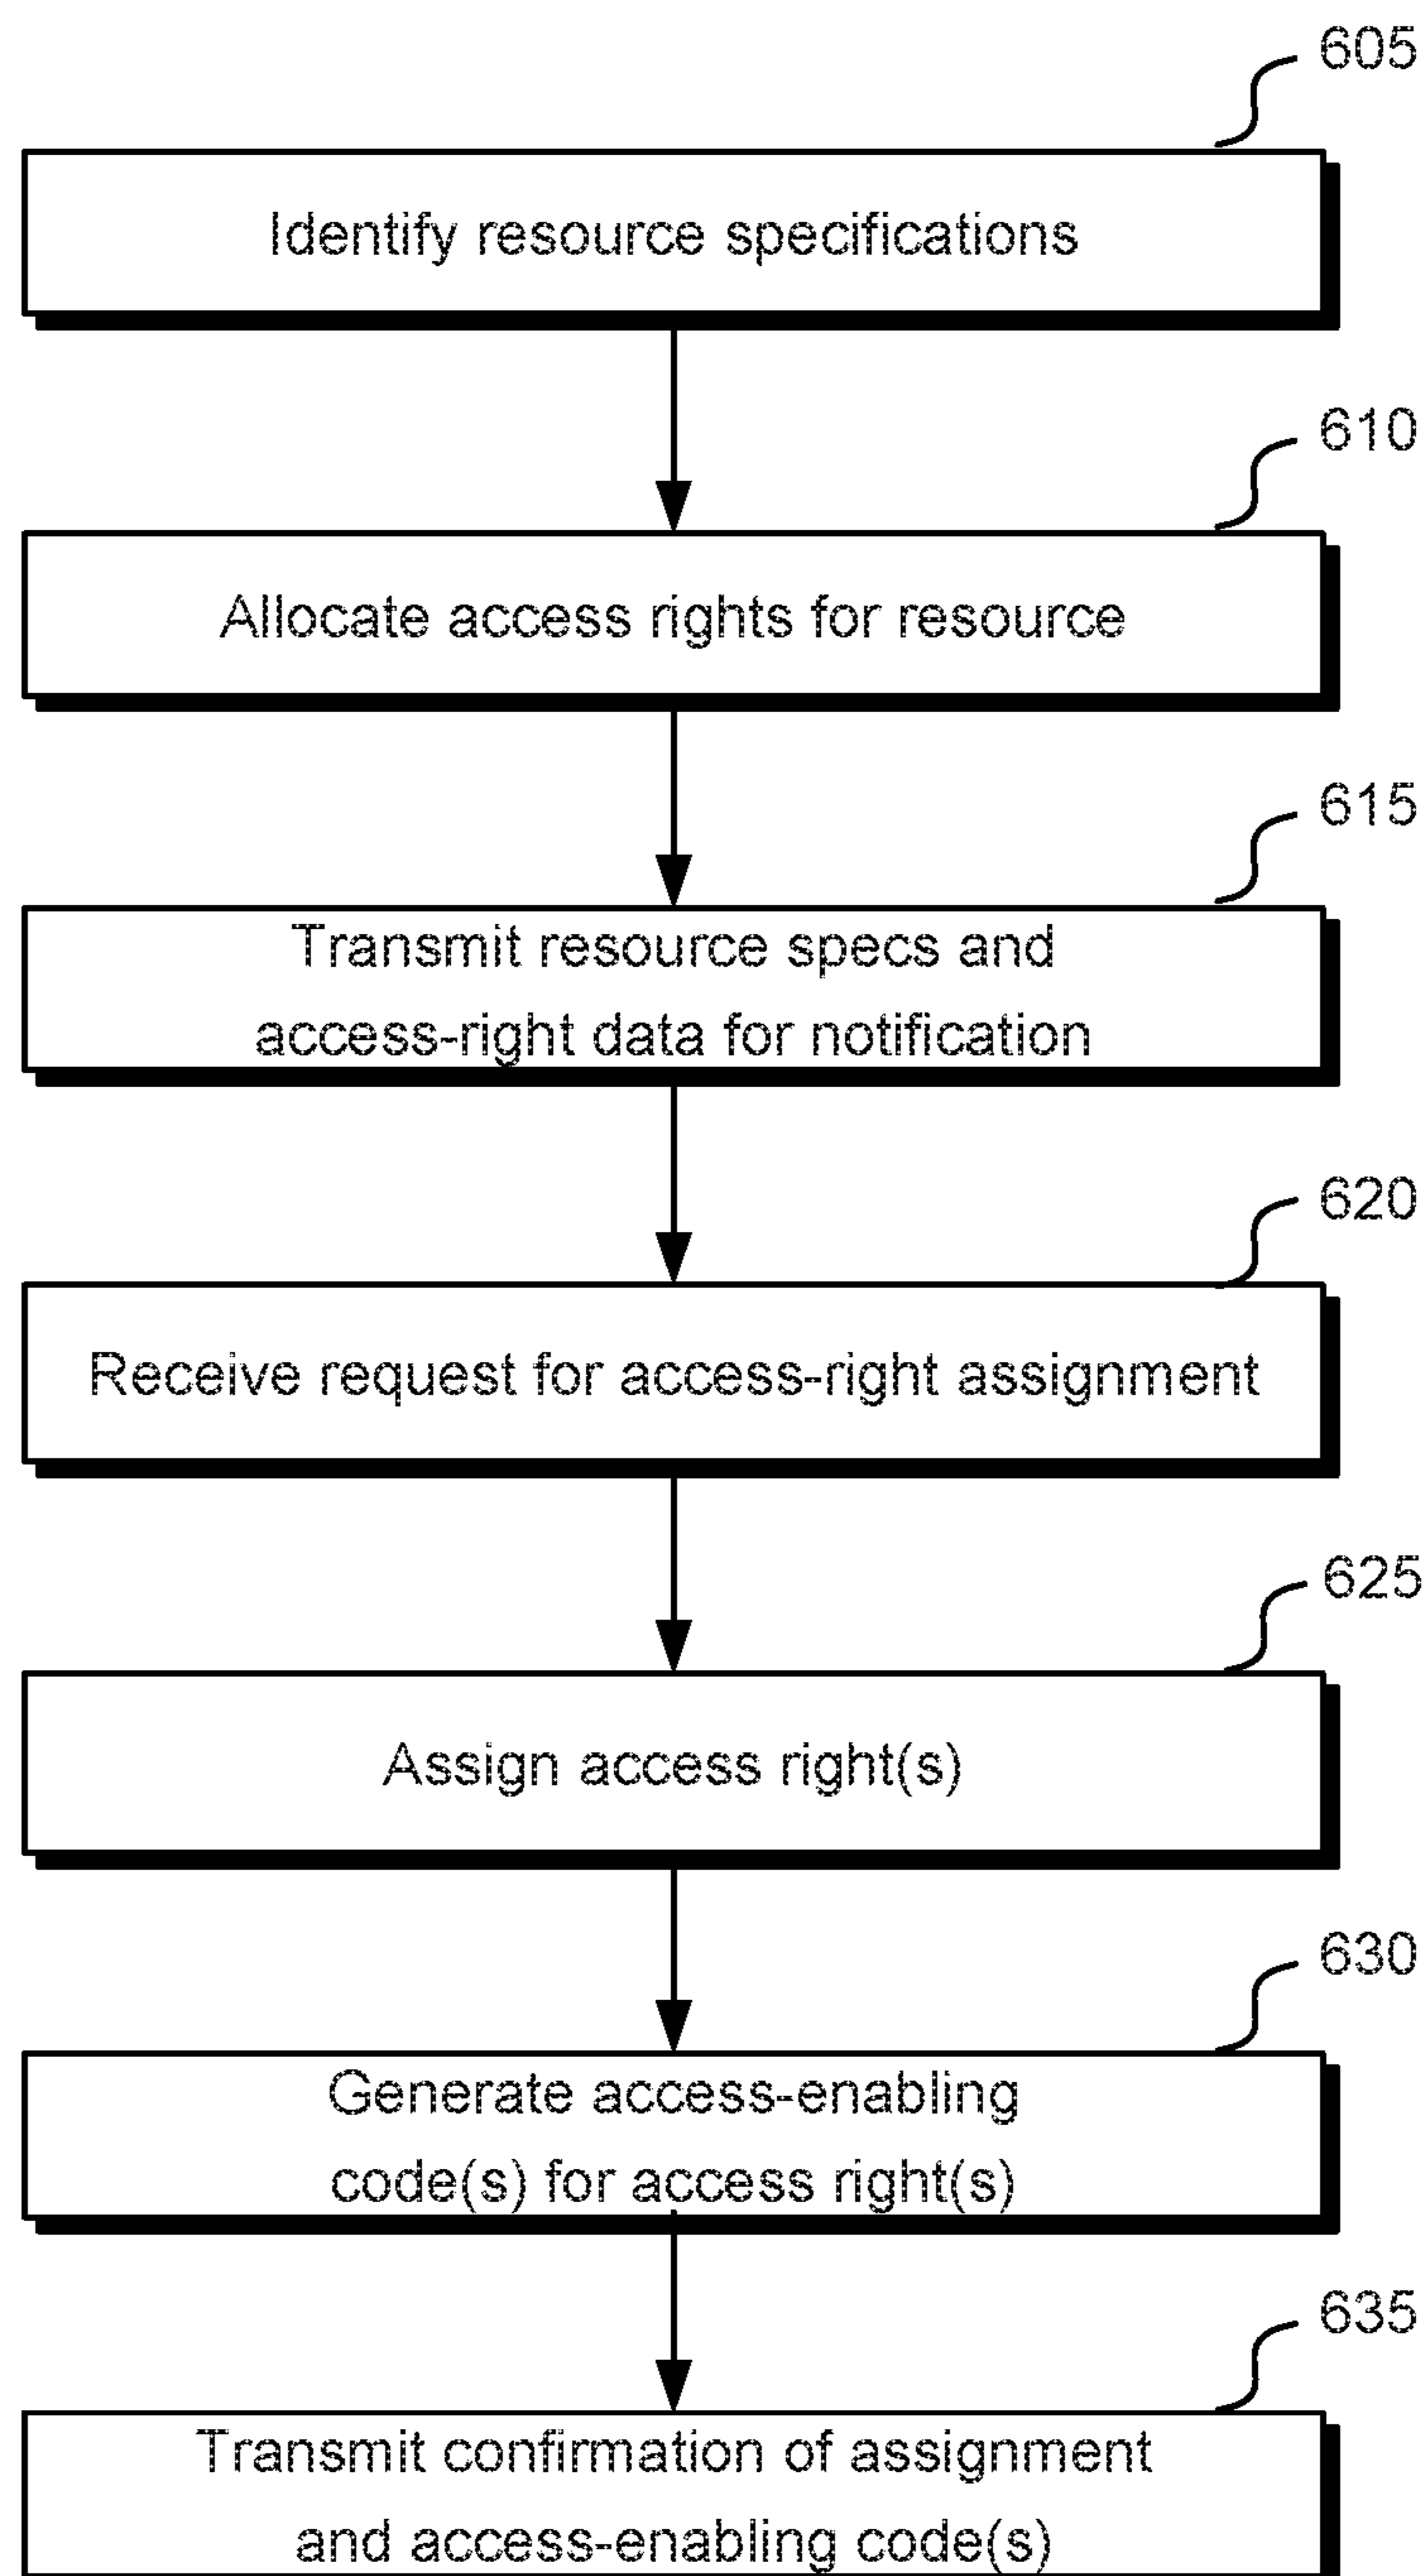 605
Identify resource specifications
610
Allocate access rights for resource
615
Transmit resource specs and
access-right data for notification
620
Receive request for access-right assignment
625
Assign access right(s)
630
Generate access-enabling
code(s) for access right(s)
635
Transmit confirmation of assignment
and access-enabling code(s)